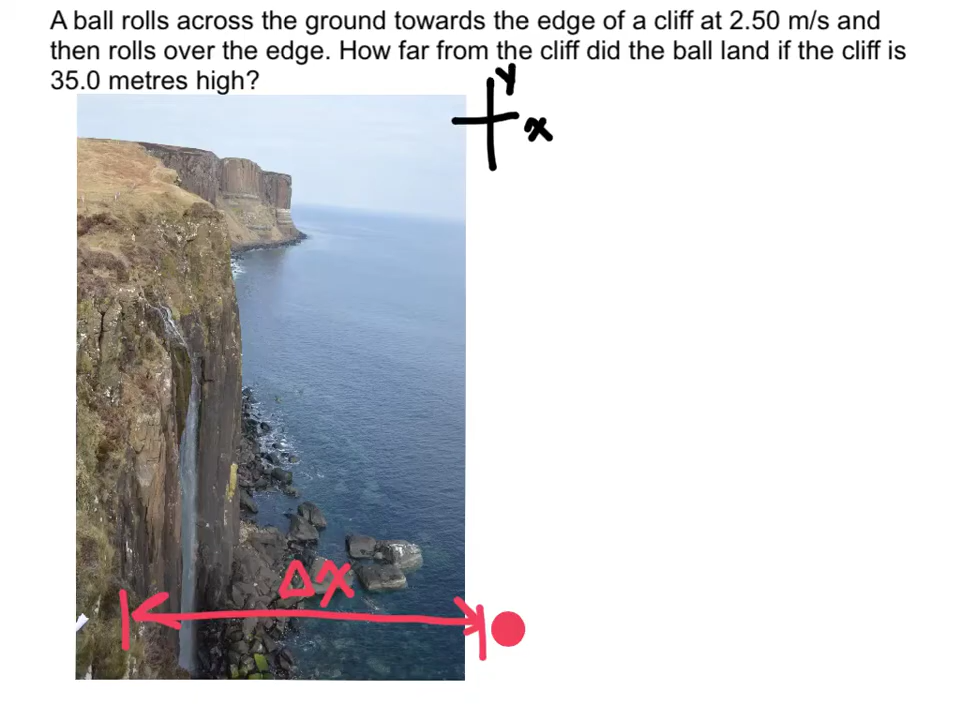 A ball rolls across the ground towards the edge of a cliff at 2.50 m/s and
then rolls over the edge. How far from the cliff did the ball land if the cliff is
35.0 metres high?
y
x
Δx